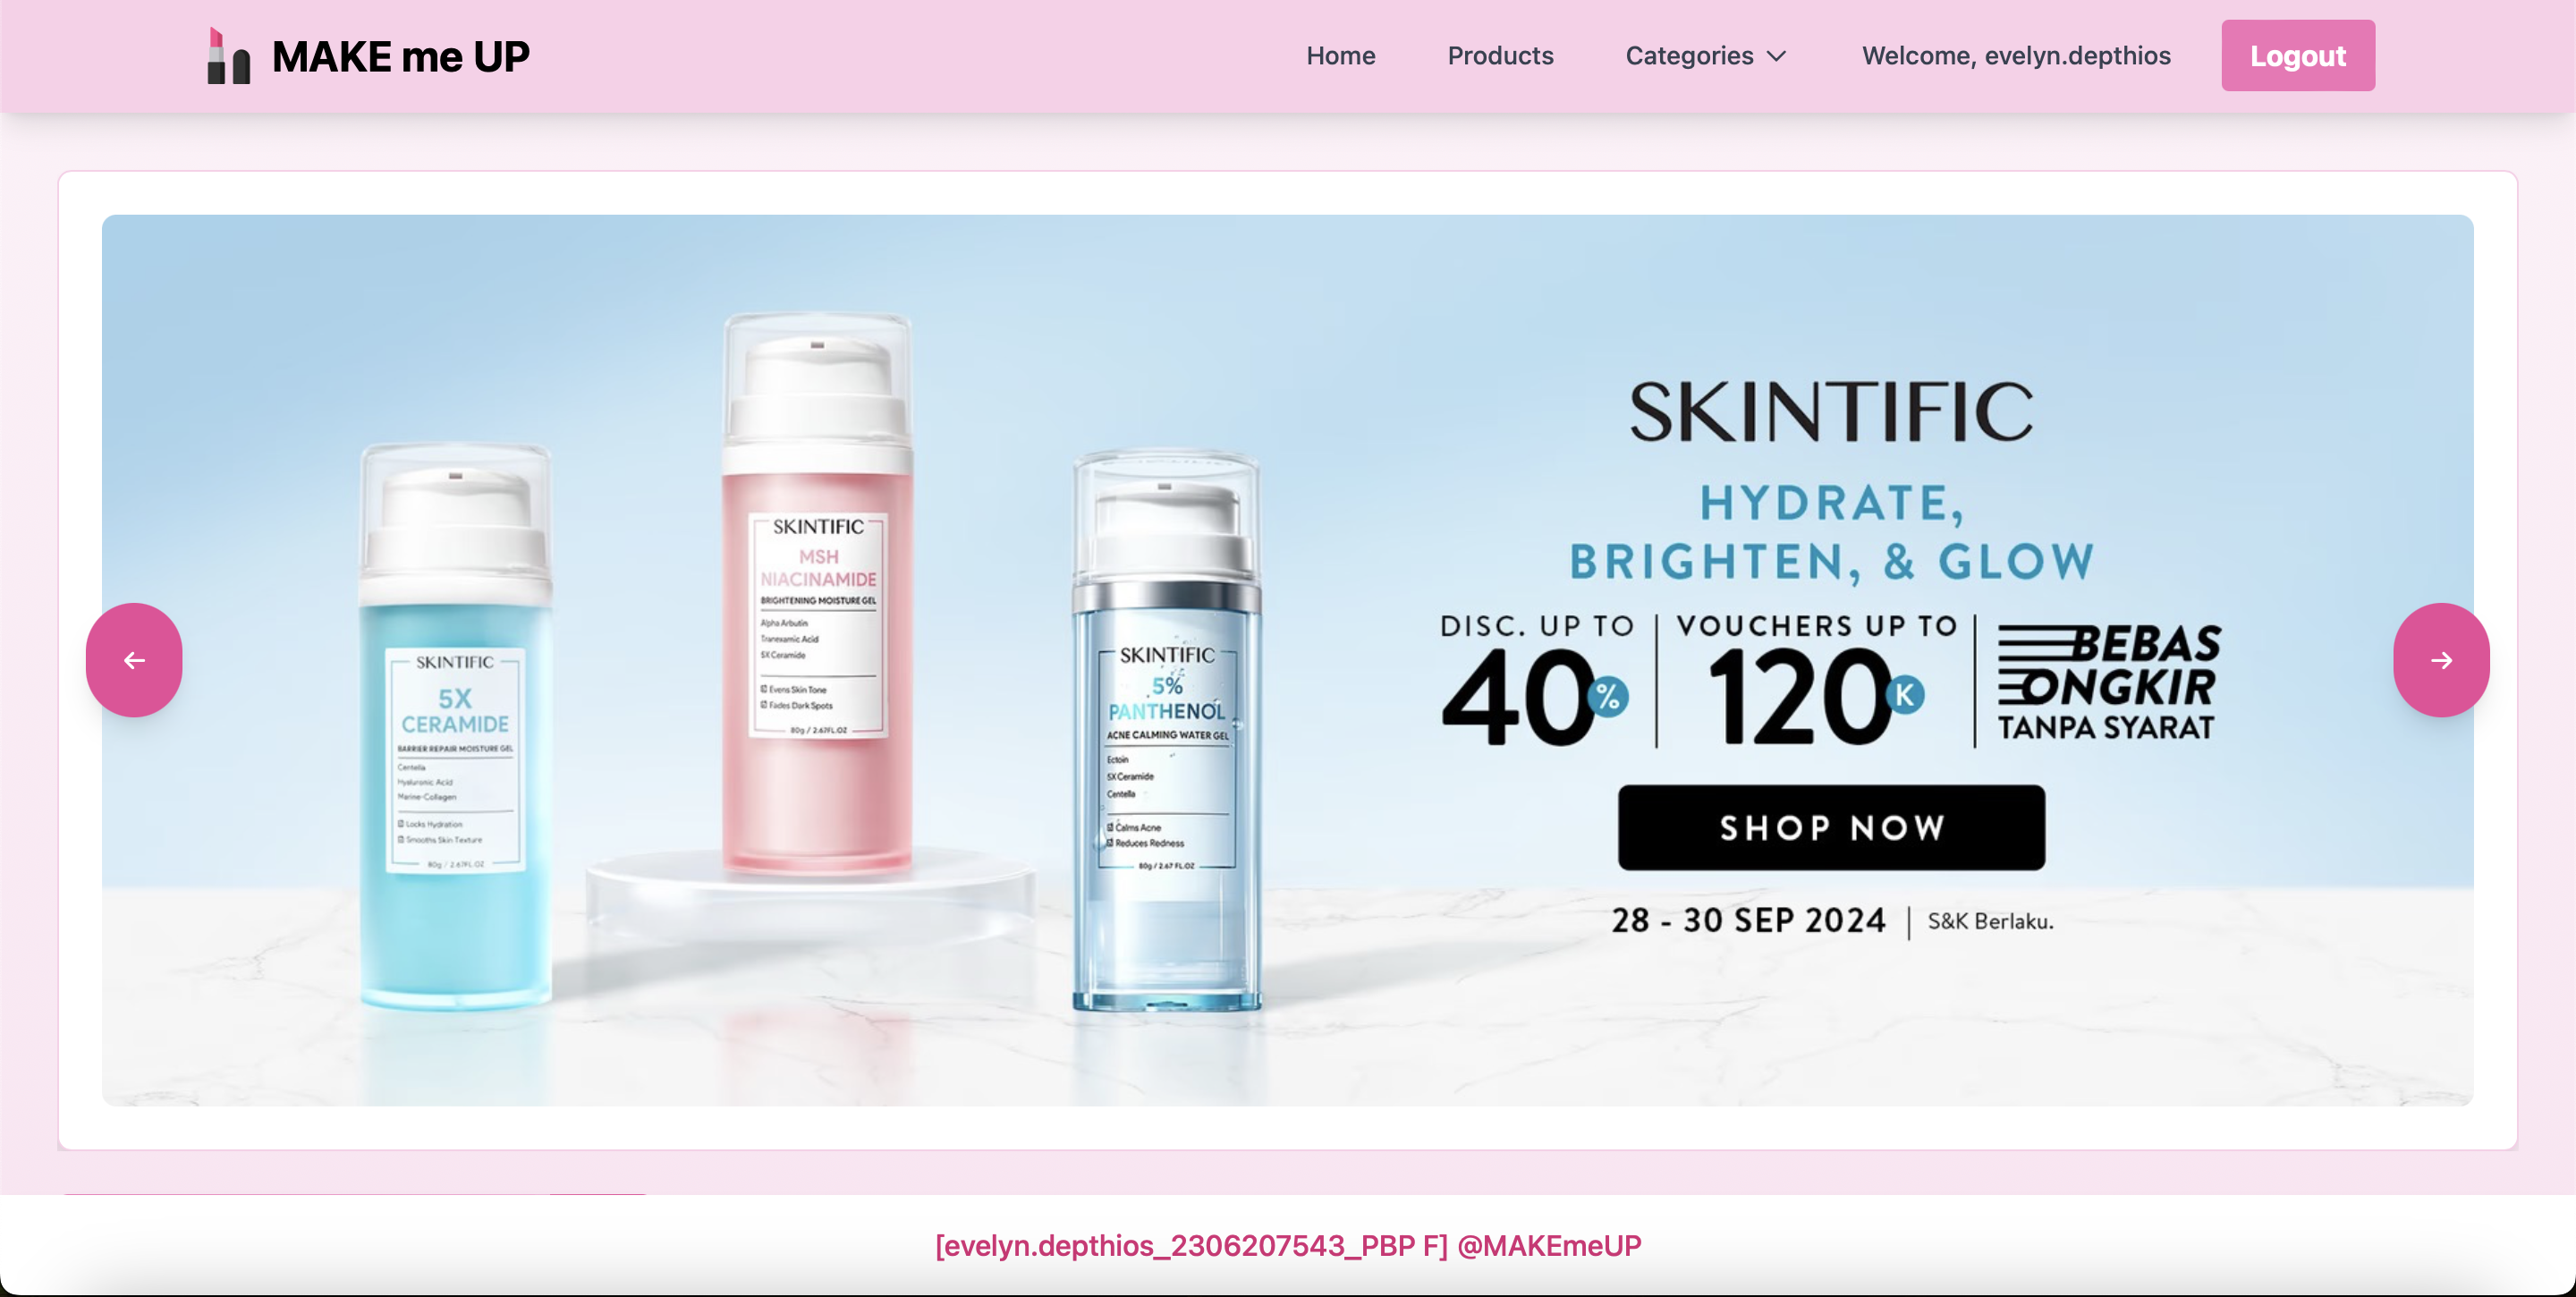 MAKE me UP
Home
Products
Categories
Welcome, evelyn.depthios
Logout
SKINTIFIC
5X
CERAMIDE
BARRIER REPAIR MOISTURE GEL
Centella
Hyaluronic Acid
Marine-Collagen
Locks Hydration
Smooths Skin Texture
80g / 2.67FL.OZ
SKINTIFIC
MSH
NIACINAMIDE
BRIGHTENING MOISTURE GEL
Alpha Arbutin
Tranexamic Acid
5X Ceramide
Evens Skin Tone
Fades Dark Spots
80g / 2.67FL.OZ
SKINTIFIC
5%
PANTHENOL
ACNE CALMING WATER GEL
Ectoin
5X Ceramide
Centella
Calms Acne
Reduces Redness
80g / 2.67 FL.OZ
SKINTIFIC
HYDRATE,
BRIGHTEN, & GLOW
DISC. UP TO
40%
VOUCHERS UP TO
120K
BEBAS
ONGKIR
TANPA SYARAT
SHOP NOW
28 - 30 SEP 2024 | S&K Berlaku.
[evelyn.depthios_2306207543_PBP F] @MAKEmeUP